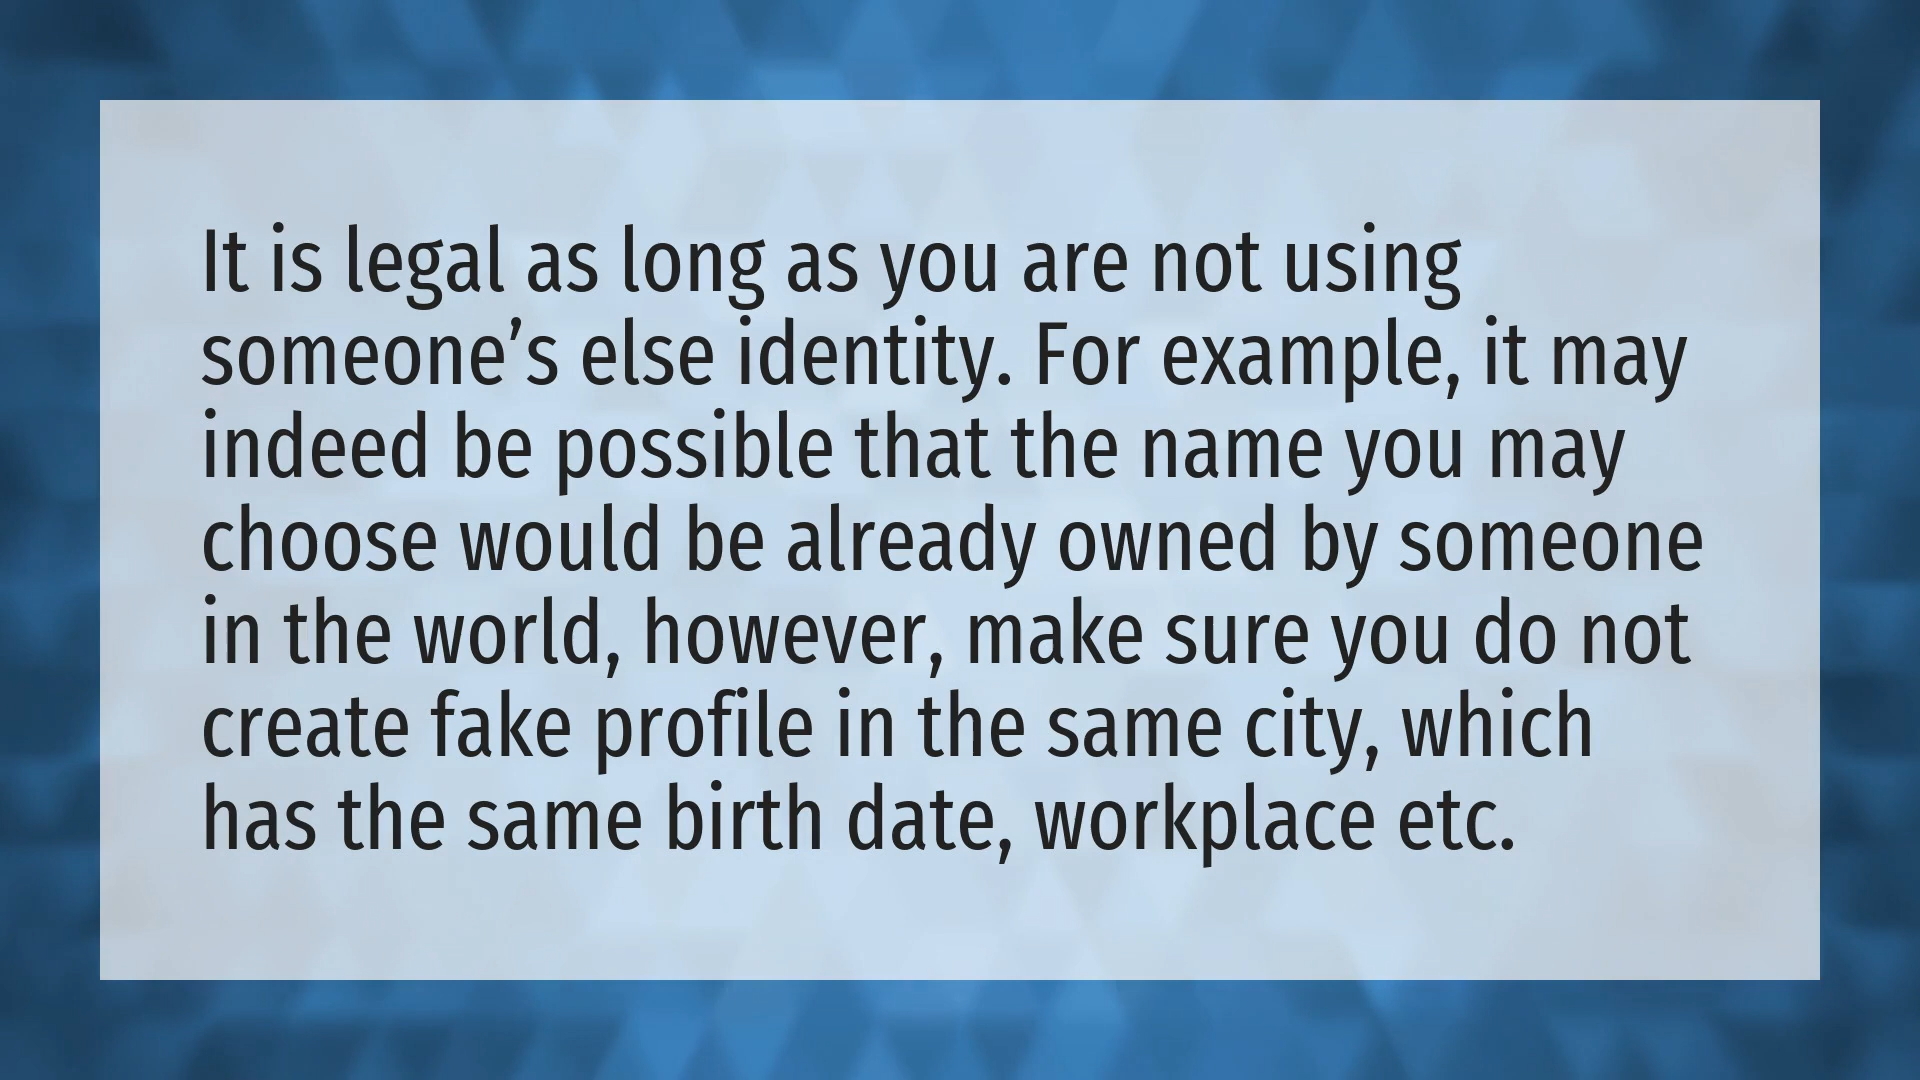 It is legal as long as you are not using
someone’s else identity. For example, it may
indeed be possible that the name you may
choose would be already owned by someone
in the world, however, make sure you do not
create fake profile in the same city, which
has the same birth date, workplace etc.